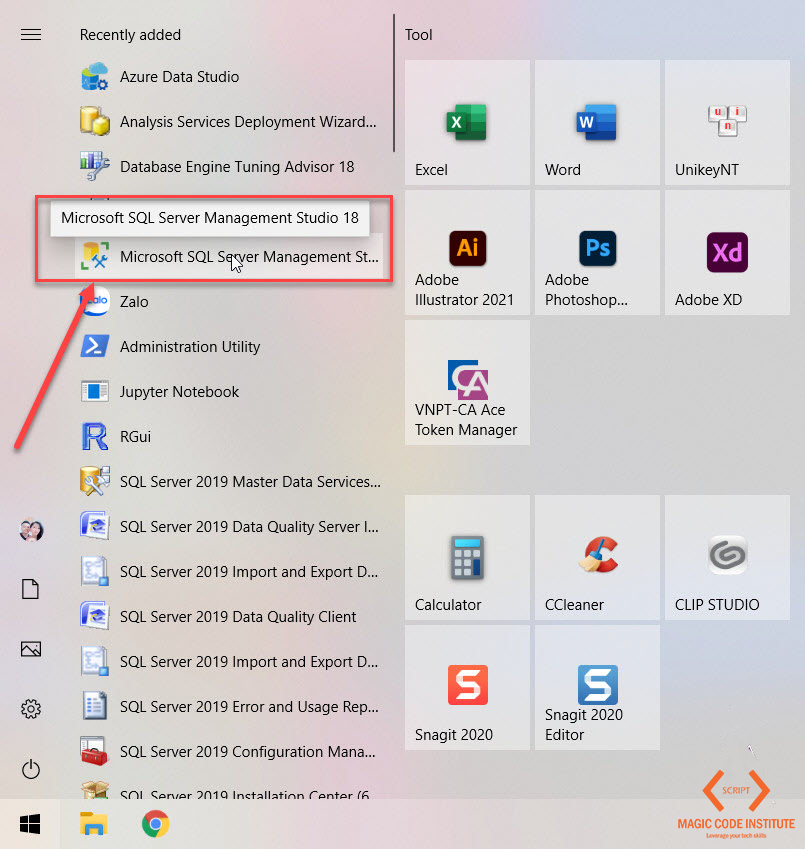 Recently added
Azure Data Studio
Analysis Services Deployment Wizard...
Database Engine Tuning Advisor 18
Microsoft SQL Server Management Studio 18
Microsoft SQL Server Management St...
Zalo
Zalo
Administration Utility
Jupyter Notebook
RGui
SQL Server 2019 Master Data Services...
SQL Server 2019 Data Quality Server I...
SQL Server 2019 Import and Export D...
SQL Server 2019 Data Quality Client
SQL Server 2019 Import and Export D...
SQL Server 2019 Error and Usage Rep...
SQL Server 2019 Configuration Mana...
SQL Server 2019 Installation Center (6
Tool
X
Excel
W
Word
u i
n
UnikeyNT
Ai
Adobe
Illustrator 2021
Ps
Adobe
Photoshop...
Xd
Adobe XD
CA
VNPT-CA Ace
Token Manager
Calculator
CCleaner
CLIP STUDIO
S
Snagit 2020
S
Snagit 2020
Editor
SCRIPT
MAGIC CODE INSTITUTE
Leverage your tech skills